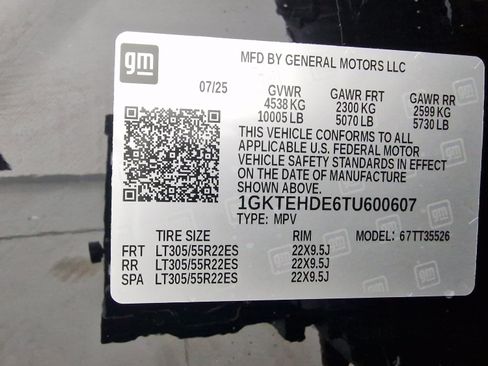 gm
MFD BY GENERAL MOTORS LLC
07/25 GVWR GAWR FRT GAWR RR
4538 KG 2300 KG 2599 KG
10005 LB 5070 LB 5730 LB
THIS VEHICLE CONFORMS TO ALL
APPLICABLE U.S. FEDERAL MOTOR
VEHICLE SAFETY STANDARDS IN EFFECT
ON THE DATE OF MANUFACTURE
SHOWN ABOVE.
1GKTEHDE6TU600607
TYPE: MPV
TIRE SIZE RIM MODEL: 67TT35526
FRT LT305/55R22ES 22X9.5J
RR LT305/55R22ES 22X9.5J
SPA LT305/55R22ES 22X9.5J